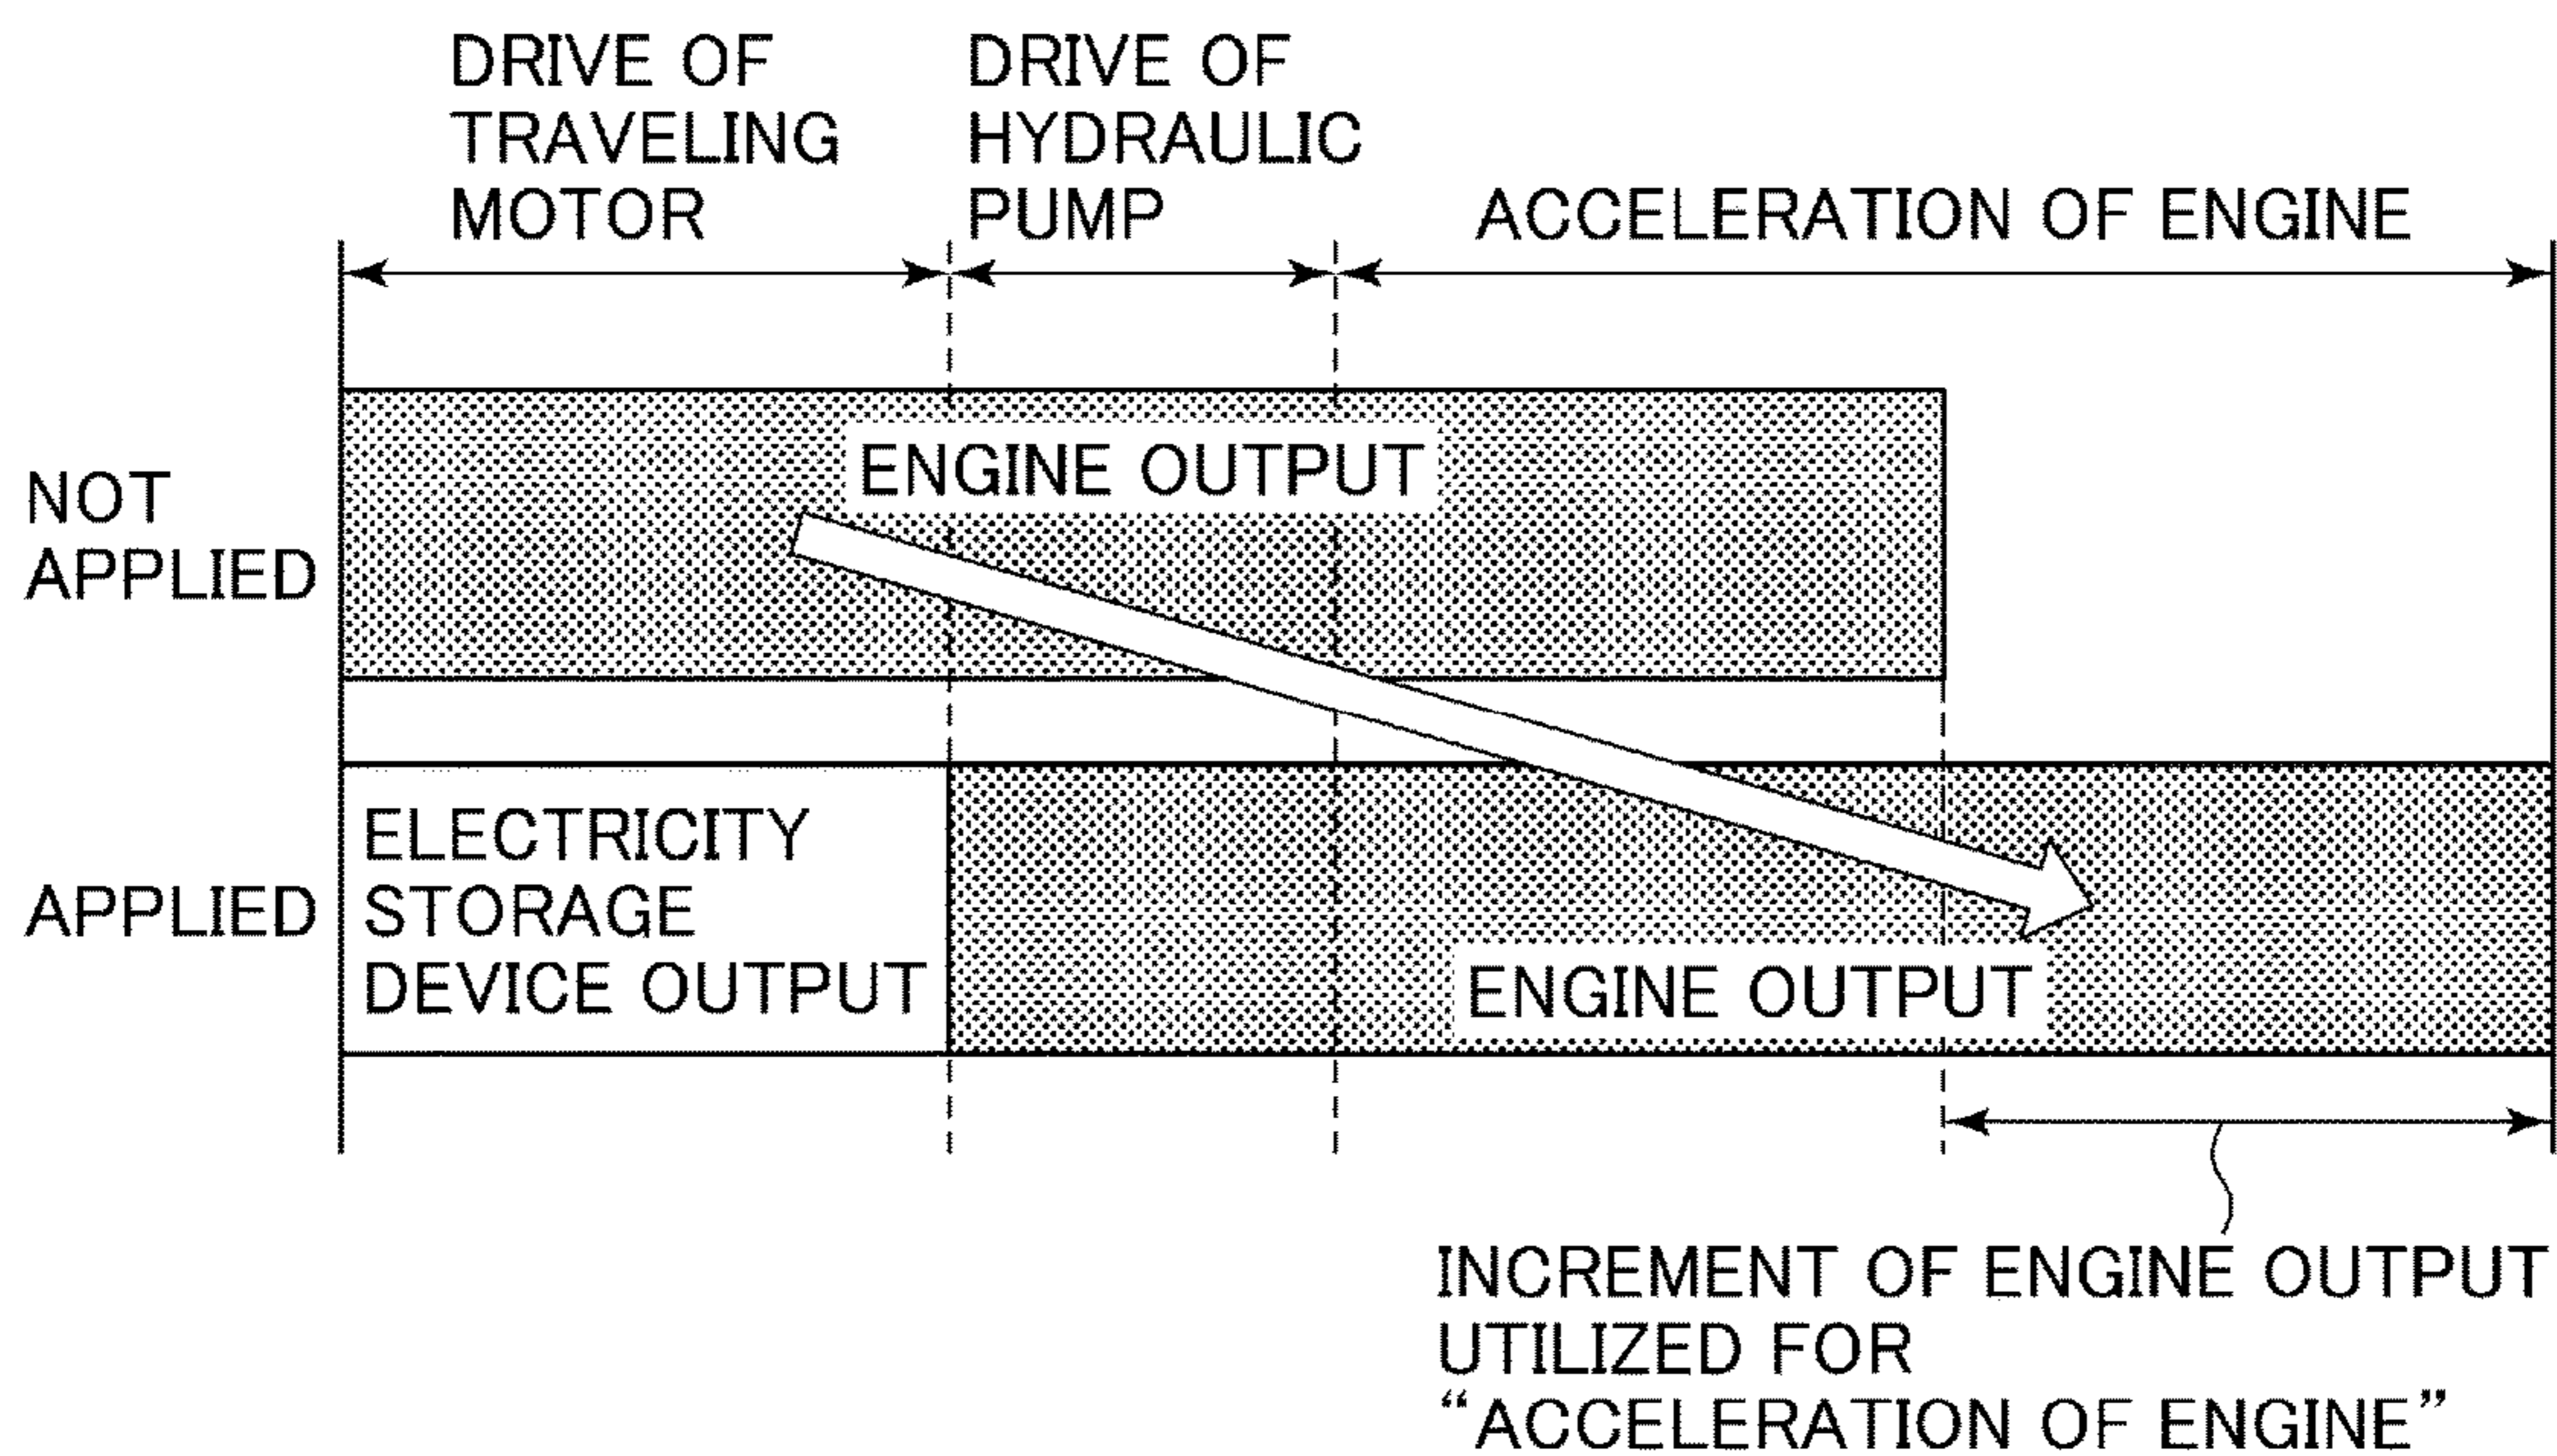 DRIVE OF
TRAVELING
MOTOR
DRIVE OF
HYDRAULIC
PUMP
ACCELERATION OF ENGINE
NOT
APPLIED
ENGINE OUTPUT
APPLIED
ELECTRICITY
STORAGE
DEVICE OUTPUT
ENGINE OUTPUT
INCREMENT OF ENGINE OUTPUT
UTILIZED FOR
“ACCELERATION OF ENGINE”